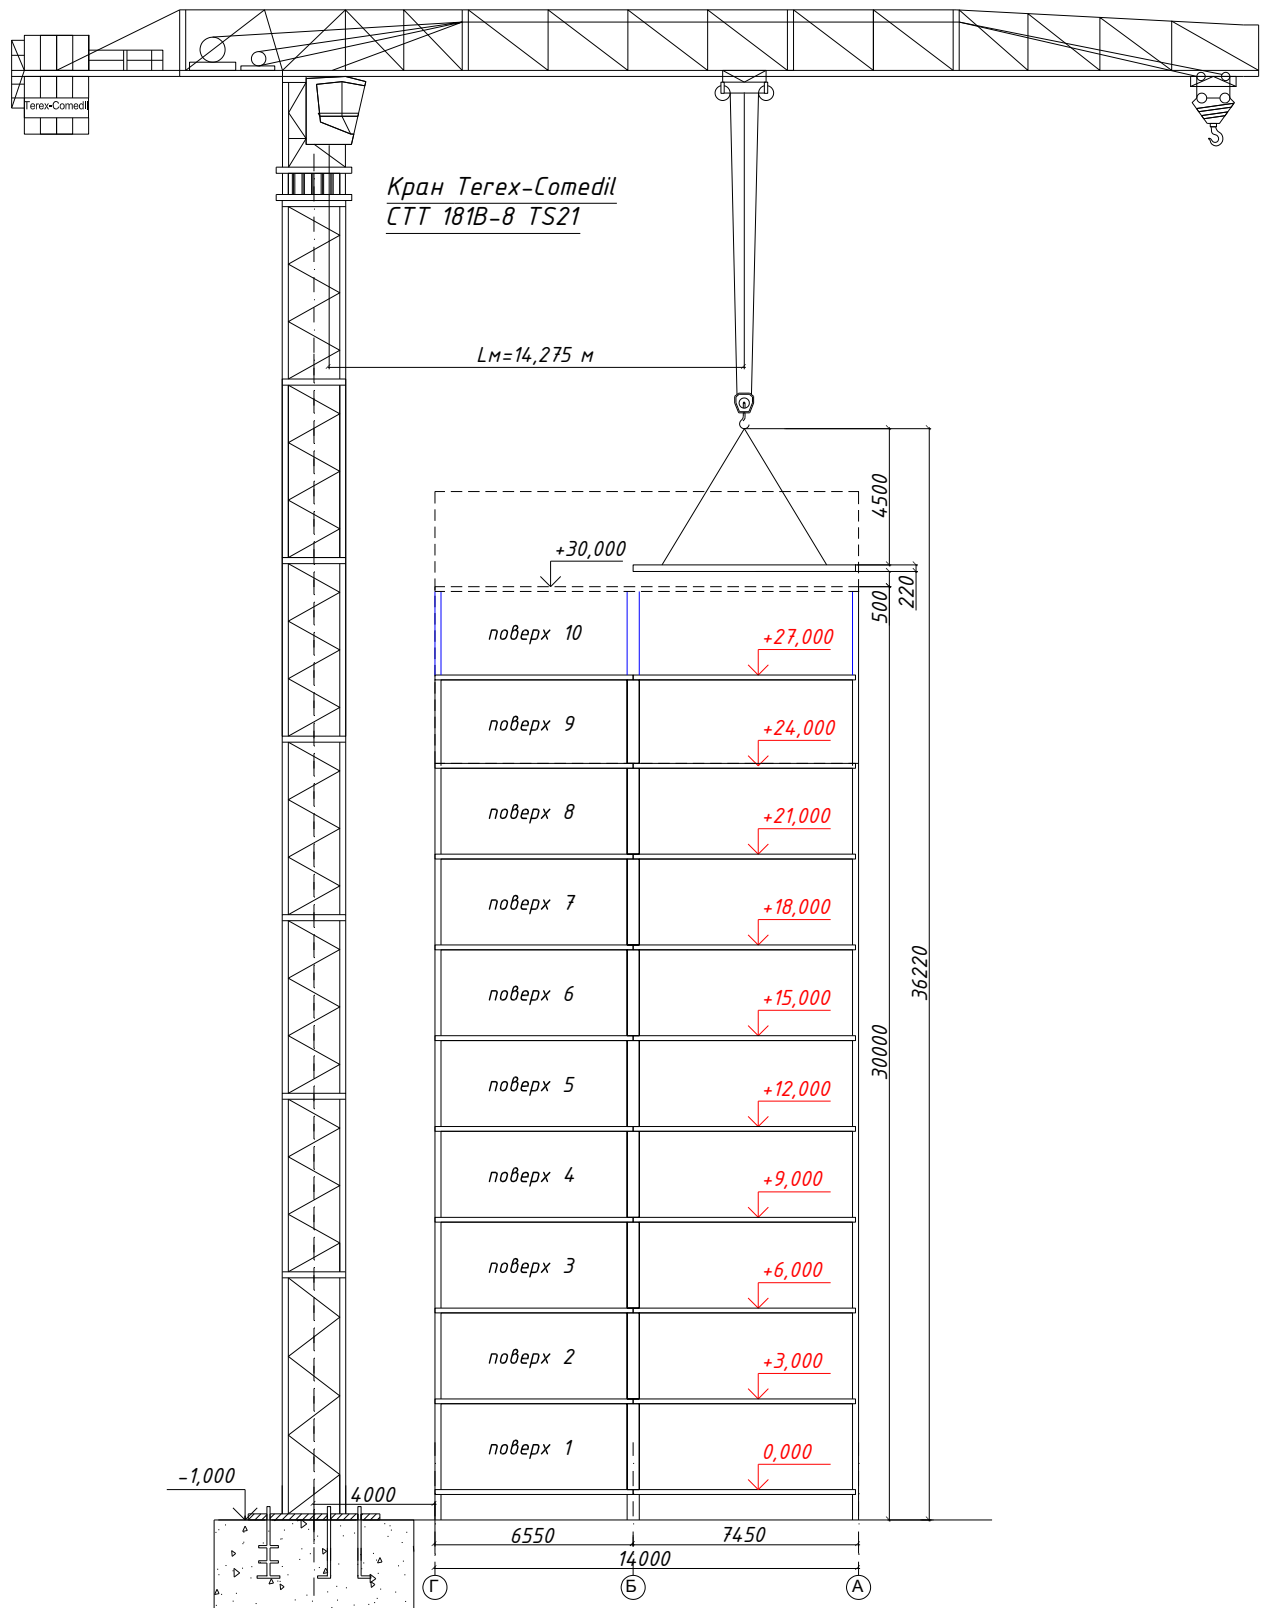 Terex-Comedil
Кран Terex-Comedil
СТТ 181В-8 TS21
Lм=14,275 м
4500
+30,000
220
500
поверх 10
+27,000
поверх 9
+24,000
поверх 8
+21,000
поверх 7
+18,000
36220
поверх 6
+15,000
30000
поверх 5
+12,000
поверх 4
+9,000
поверх 3
+6,000
поверх 2
+3,000
поверх 1
0,000
-1,000
4000
6550
7450
14000
Г
Б
А